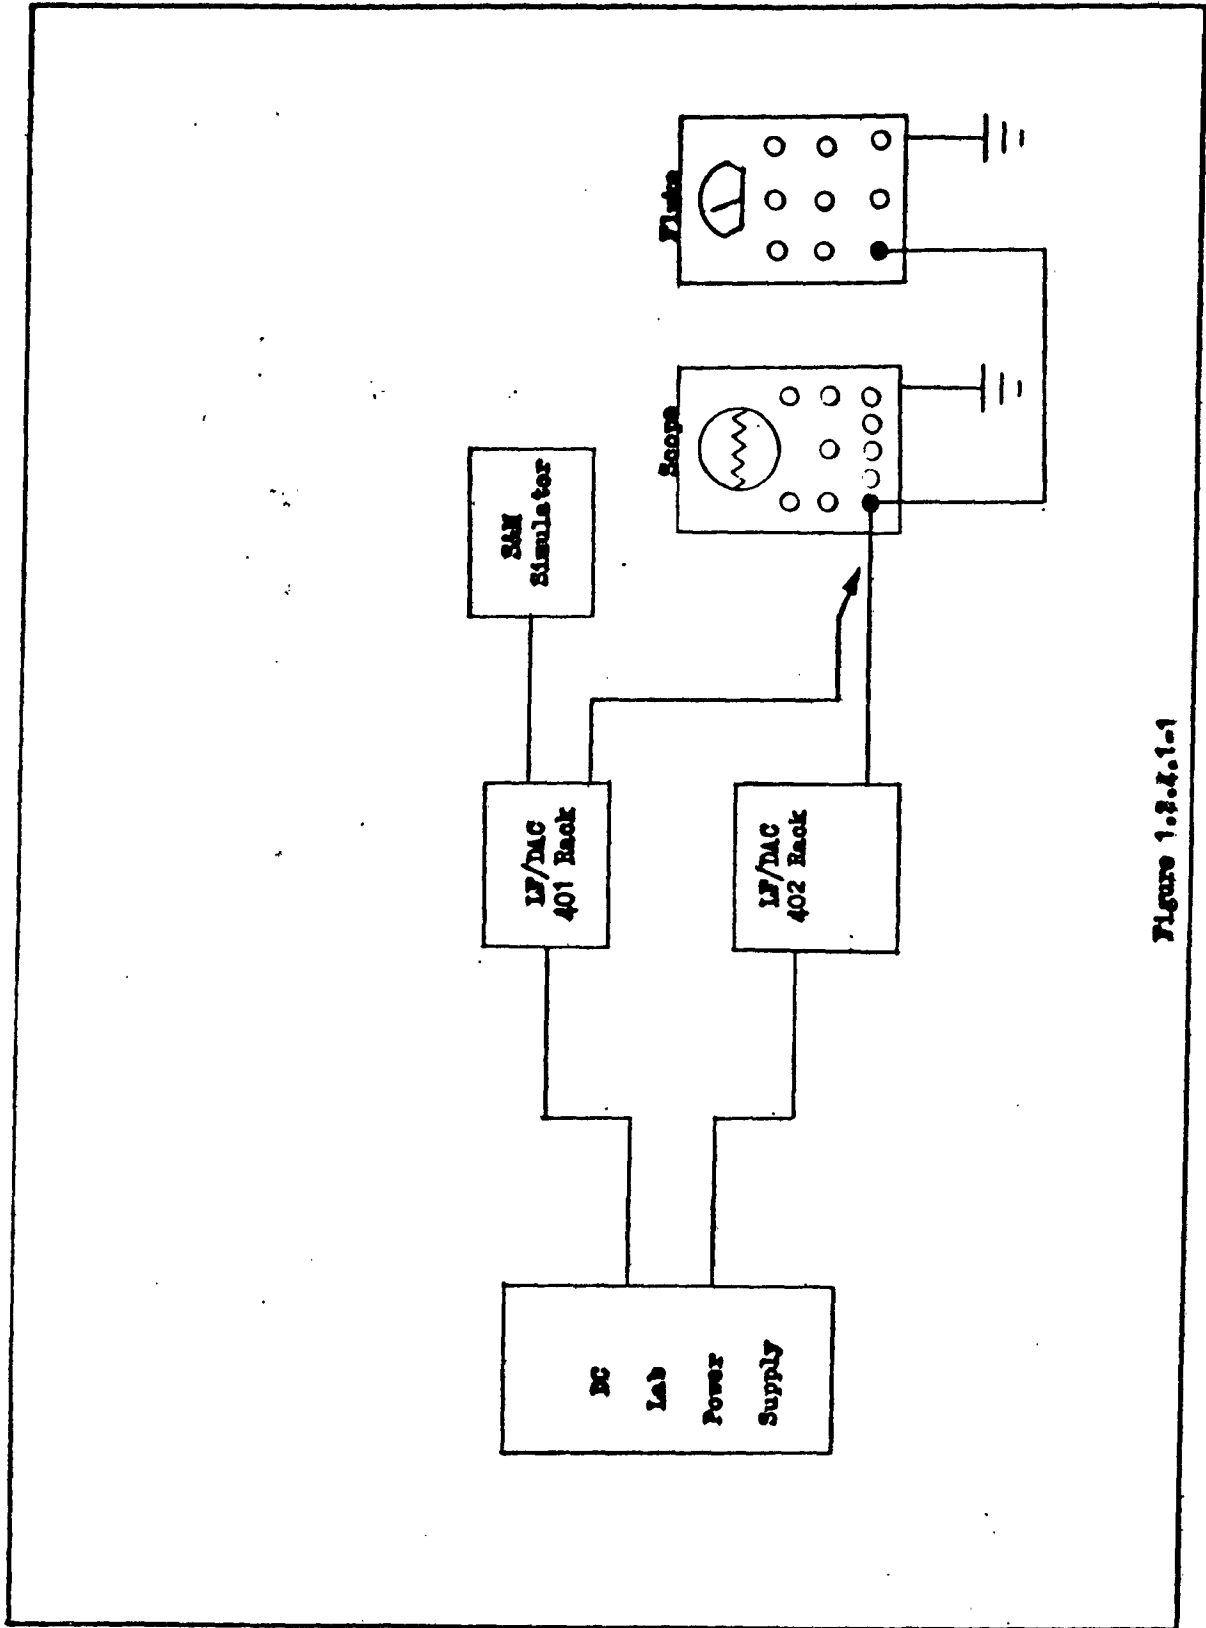 DC
Lab
Power
Supply
LF/DAC
401 Rack
LF/DAC
402 Rack
SAM
Simulator
Scope
Fluke
Figure 1.2.4.1-1